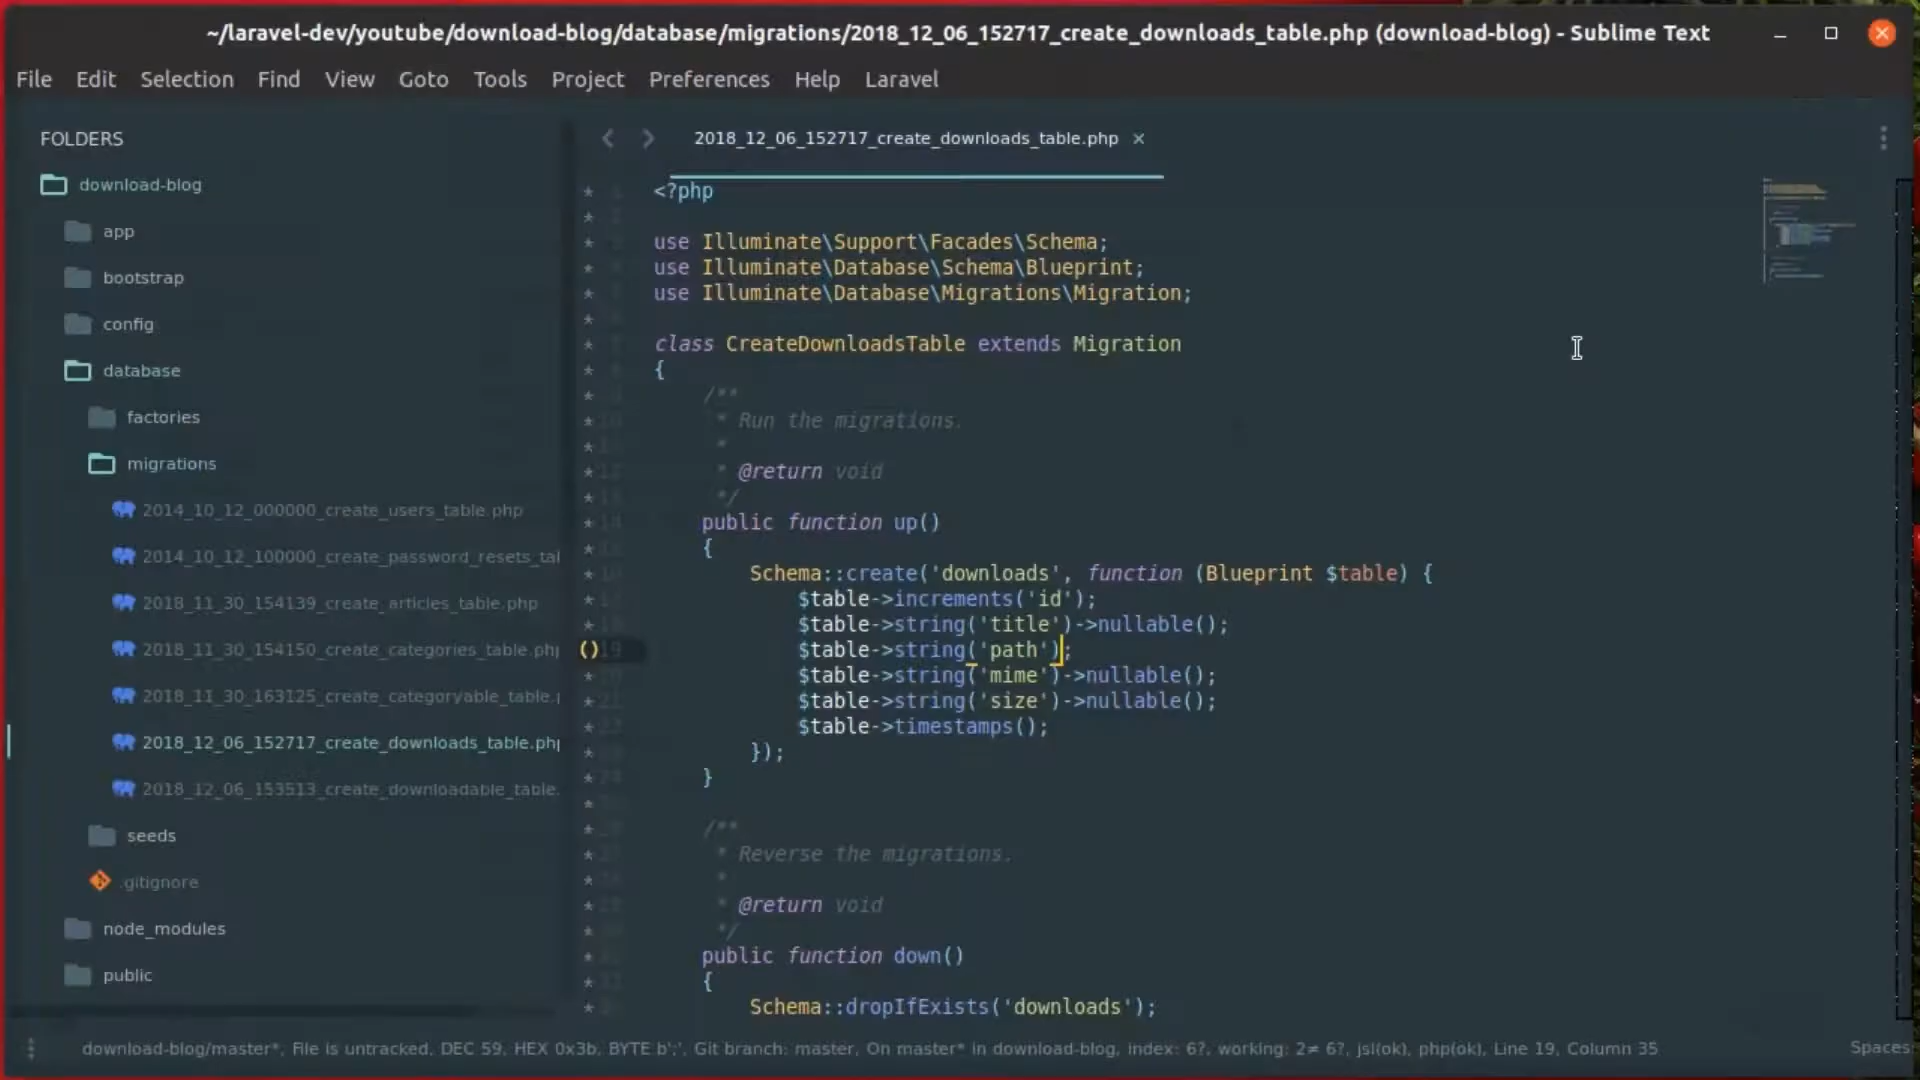 ~/laravel-dev/youtube/download-blog/database/migrations/2018_12_06_152717_create_downloads_table.php (download-blog) - Sublime Text
File Edit Selection Find View Goto Tools Project Preferences Help Laravel
FOLDERS
download-blog
app
bootstrap
config
database
factories
migrations
2014_10_12_000000_create_users_table.php
2014_10_12_100000_create_password_resets_tal
2018_11_30_154139_create_articles_table.php
2018_11_30_154150_create_categories_table.php
2018_11_30_163125_create_categoryable_table.
2018_12_06_152717_create_downloads_table.php
2018_12_06_153513_create_downloadable_table.
seeds
.gitignore
node_modules
public
2018_12_06_152717_create_downloads_table.php
<?php
use Illuminate\Support\Facades\Schema;
use Illuminate\Database\Schema\Blueprint;
use Illuminate\Database\Migrations\Migration;
class CreateDownloadsTable extends Migration
{
/**
* Run the migrations.
*
* @return void
*/
public function up()
{
Schema::create('downloads', function (Blueprint $table) {
$table->increments('id');
$table->string('title')->nullable();
19 $table->string('path');
$table->string('mime')->nullable();
$table->string('size')->nullable();
$table->timestamps();
});
}
/**
* Reverse the migrations.
*
* @return void
*/
public function down()
{
Schema::dropIfExists('downloads');
download-blog/master*, File is untracked, DEC 59, HEX 0x3b, BYTE b';', Git branch: master, On master* in download-blog, index: 6?, working: 2≠ 6?, jsl(ok), php(ok), Line 19, Column 35
Spaces